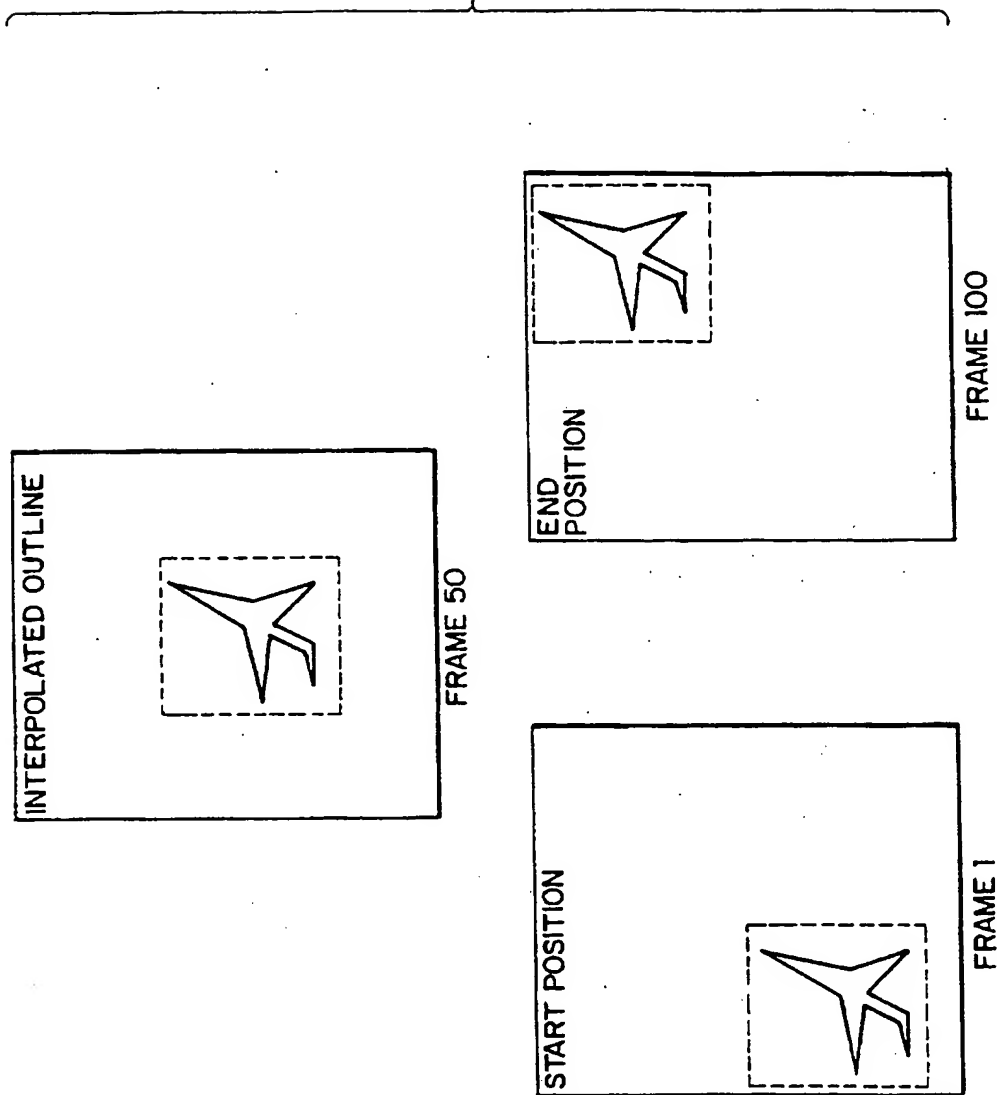 INTERPOLATED OUTLINE
FRAME 50
START POSITION
FRAME 1
END
POSITION
FRAME 100